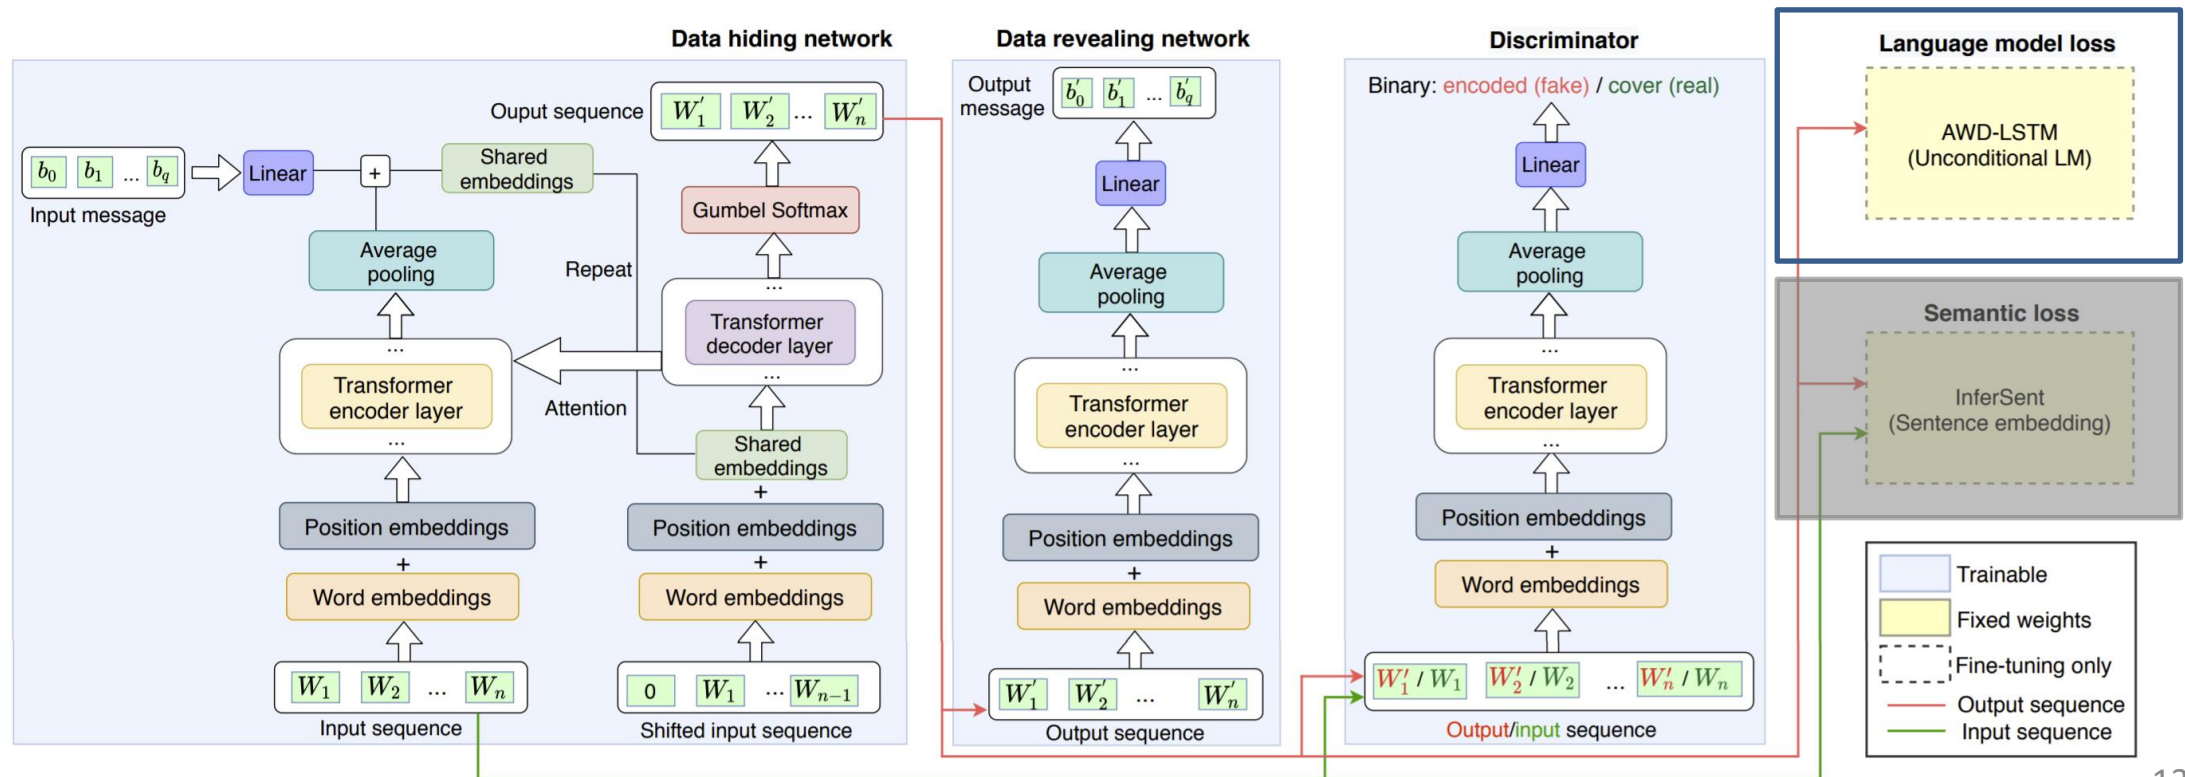 Data hiding network
Ouput sequence
W'1 W'2 ... W'n
b0 b1 ... bq
Input message
Linear
+
Shared
embeddings
Gumbel Softmax
Average
pooling
Repeat
...
Transformer
decoder layer
...
...
Transformer
encoder layer
...
Attention
Shared
embeddings
+
Position embeddings
+
Word embeddings
Position embeddings
+
Word embeddings
W1 W2 ... Wn
Input sequence
0 W1 ... Wn−1
Shifted input sequence
Data revealing network
Output
message
b'0 b'1 ... b'q
Linear
Average
pooling
...
Transformer
encoder layer
...
Position embeddings
+
Word embeddings
W'1 W'2 ... W'n
Output sequence
Discriminator
Binary: encoded (fake) / cover (real)
Linear
Average
pooling
...
Transformer
encoder layer
...
Position embeddings
+
Word embeddings
W'1 / W1 W'2 / W2 ... W'n / Wn
Output/input sequence
Language model loss
AWD-LSTM
(Unconditional LM)
Semantic loss
InferSent
(Sentence embedding)
Trainable
Fixed weights
Fine-tuning only
Output sequence
Input sequence